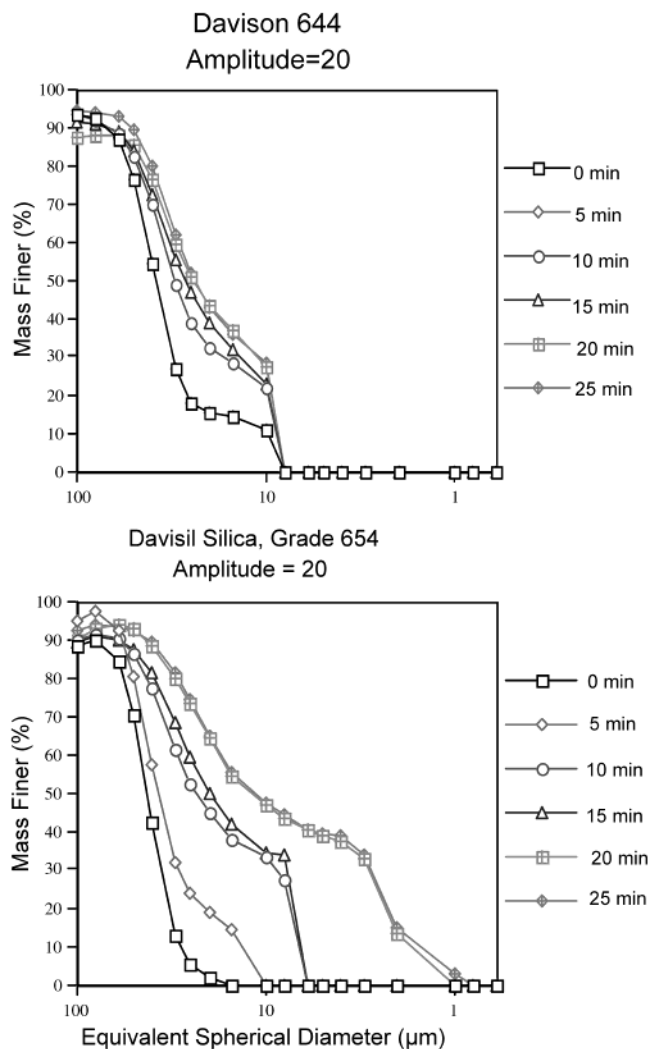 Davison 644
Amplitude=20
100
90
80
70
60
50
40
30
20
10
0
Mass Finer (%)
100
10
1
0 min
5 min
10 min
15 min
20 min
25 min
Davisil Silica, Grade 654
Amplitude = 20
100
90
80
70
60
50
40
30
20
10
0
Mass Finer (%)
100
10
1
0 min
5 min
10 min
15 min
20 min
25 min
Equivalent Spherical Diameter (µm)